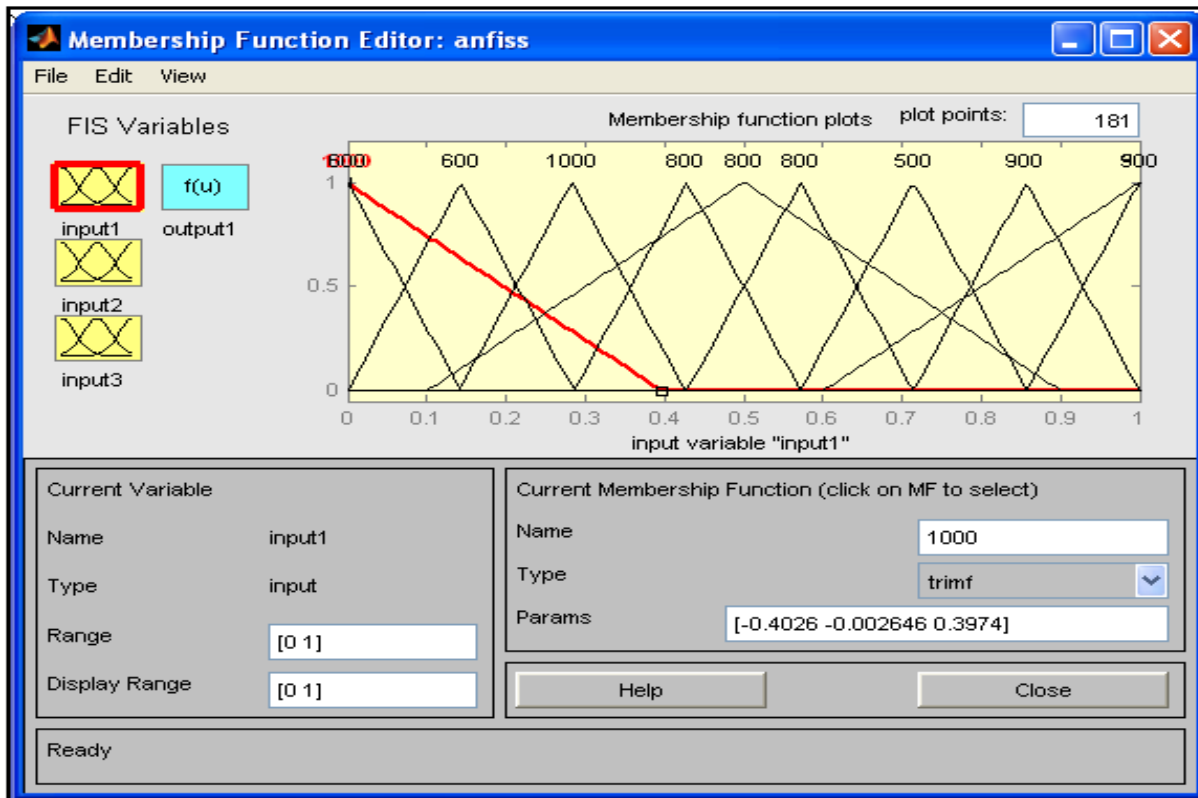 Membership Function Editor: anfiss
File Edit View
FIS Variables
Membership function plots plot points: 181
f(u)
input1 output1
input2
input3
600 1000 800 800 800 500 900 900
1
0.5
0
0 0.1 0.2 0.3 0.4 0.5 0.6 0.7 0.8 0.9 1
input variable "input1"
Current Variable
Name input1
Type input
Range [0 1]
Display Range [0 1]
Current Membership Function (click on MF to select)
Name 1000
Type trimf
Params [-0.4026 -0.002646 0.3974]
Help Close
Ready